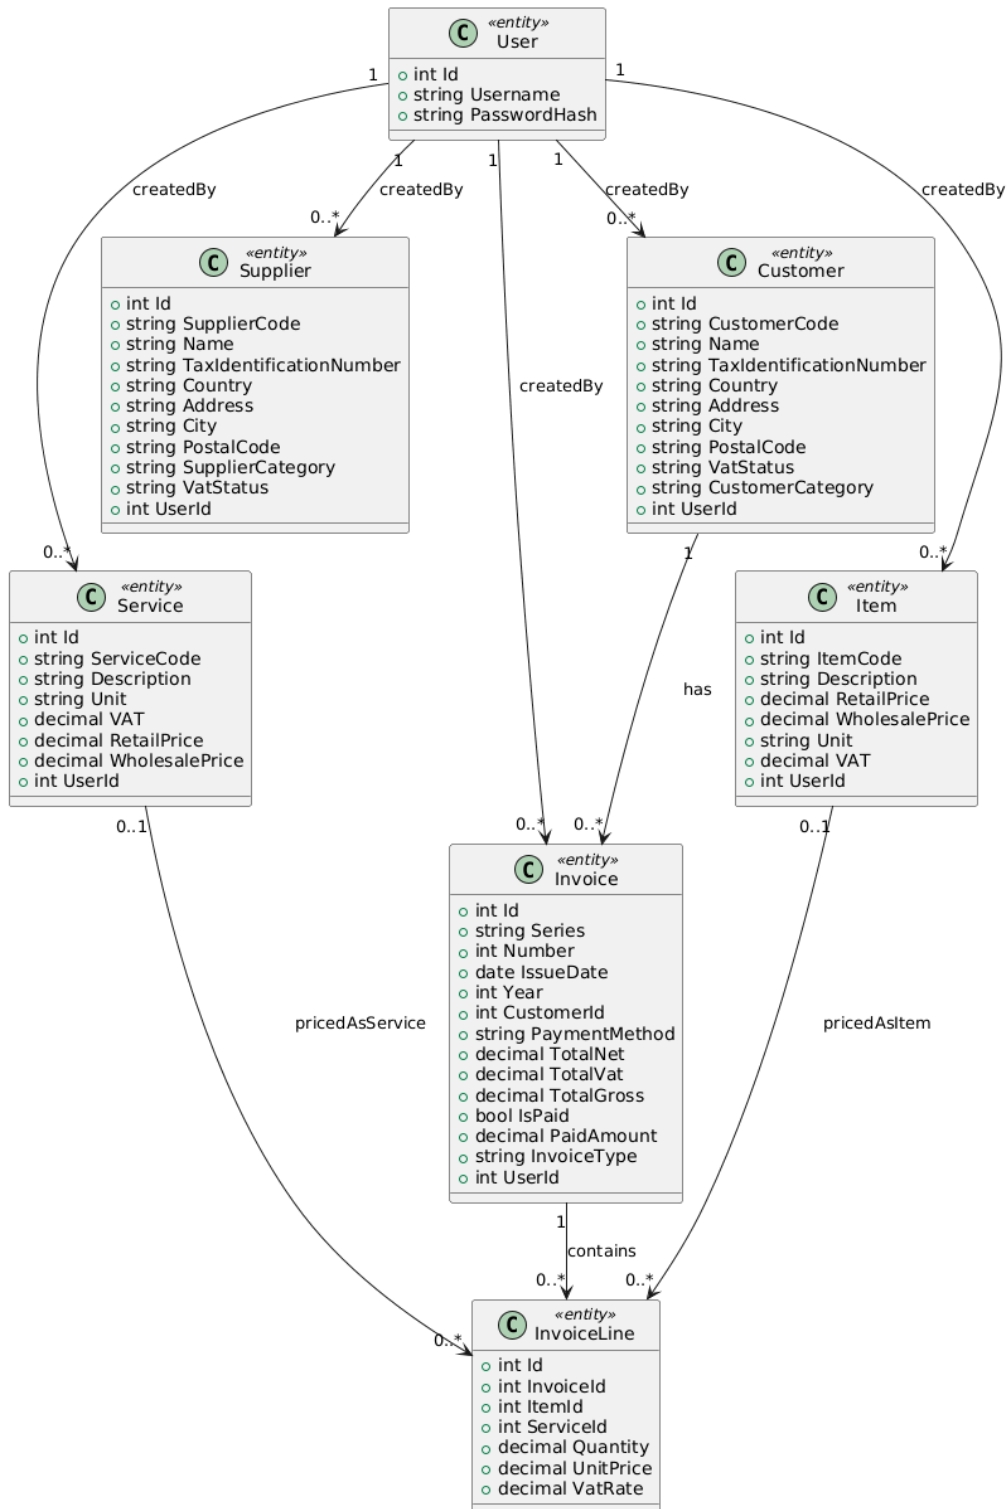 «entity»
C User
int Id
string Username
string PasswordHash
1
1
1
1
1
createdBy
createdBy
createdBy
createdBy
createdBy
0..*
0..*
0..*
0..*
0..*
«entity»
C Supplier
int Id
string SupplierCode
string Name
string TaxIdentificationNumber
string Country
string Address
string City
string PostalCode
string SupplierCategory
string VatStatus
int UserId
«entity»
C Customer
int Id
string CustomerCode
string Name
string TaxIdentificationNumber
string Country
string Address
string City
string PostalCode
string VatStatus
string CustomerCategory
int UserId
1
has
0..*
«entity»
C Service
int Id
string ServiceCode
string Description
string Unit
decimal VAT
decimal RetailPrice
decimal WholesalePrice
int UserId
0..1
pricedAsService
0..*
«entity»
C Item
int Id
string ItemCode
string Description
decimal RetailPrice
decimal WholesalePrice
string Unit
decimal VAT
int UserId
0..1
pricedAsItem
0..*
«entity»
C Invoice
int Id
string Series
int Number
date IssueDate
int Year
int CustomerId
string PaymentMethod
decimal TotalNet
decimal TotalVat
decimal TotalGross
bool IsPaid
decimal PaidAmount
string InvoiceType
int UserId
1
contains
0..*
«entity»
C InvoiceLine
int Id
int InvoiceId
int ItemId
int ServiceId
decimal Quantity
decimal UnitPrice
decimal VatRate